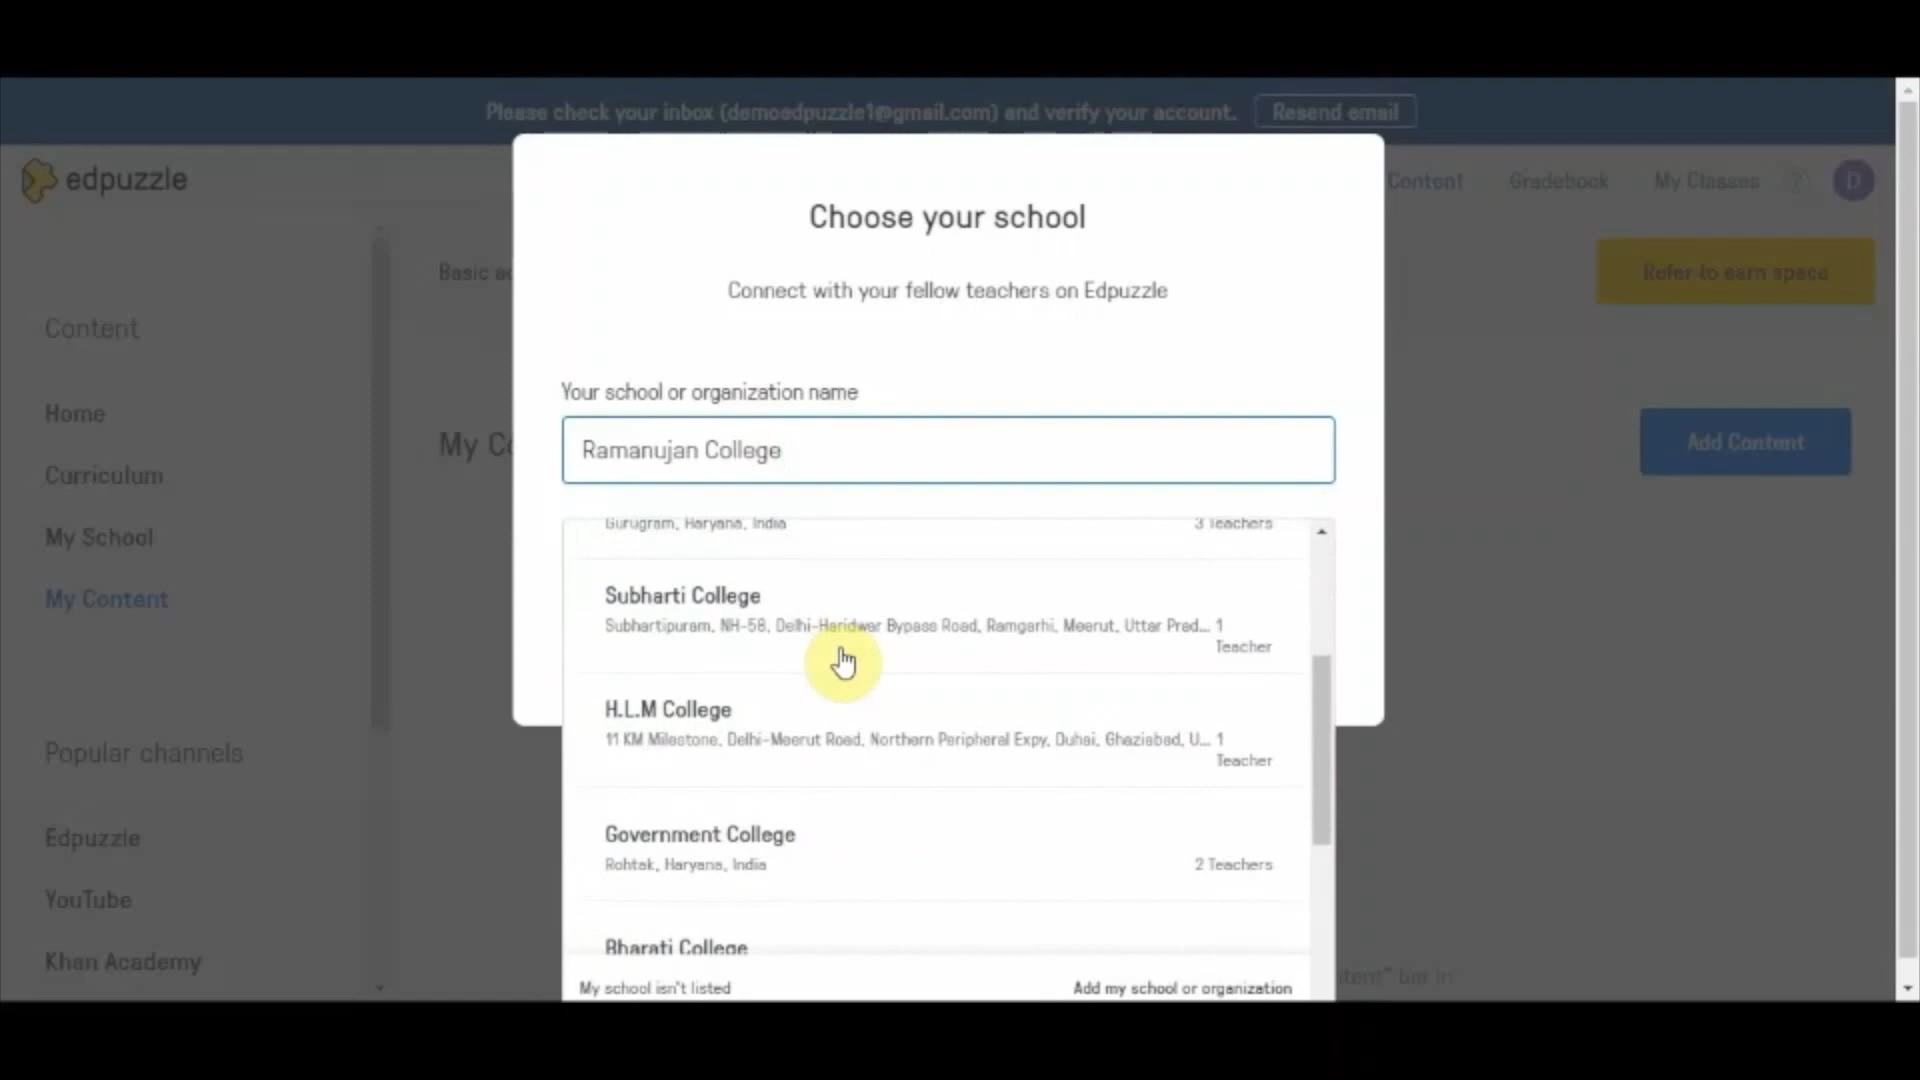 Please check your inbox (demoedpuzzle1@gmail.com) and verify your account. Resend email
edpuzzle
Content
Gradebook
My Classes
?
D
Choose your school
Connect with your fellow teachers on Edpuzzle
Basic
Refer to earn space
Content
Home
Curriculum
My School
My Content
My
Add Content
Your school or organization name
Ramanujan College
Gurugram, Haryana, India 3 Teachers
Subharti College
Subhartipuram, NH-58, Delhi-Haridwar Bypass Road, Ramgarhi, Meerut, Uttar Prad... 1
Teacher
H.L.M College
11 KM Milestone, Delhi-Meerut Road, Northern Peripheral Expy, Duhai, Ghaziabad, U... 1
Teacher
Government College
Rohtak, Haryana, India 2 Teachers
Bharati College
My school isn't listed Add my school or organization
Popular channels
Edpuzzle
YouTube
Khan Academy
bar in